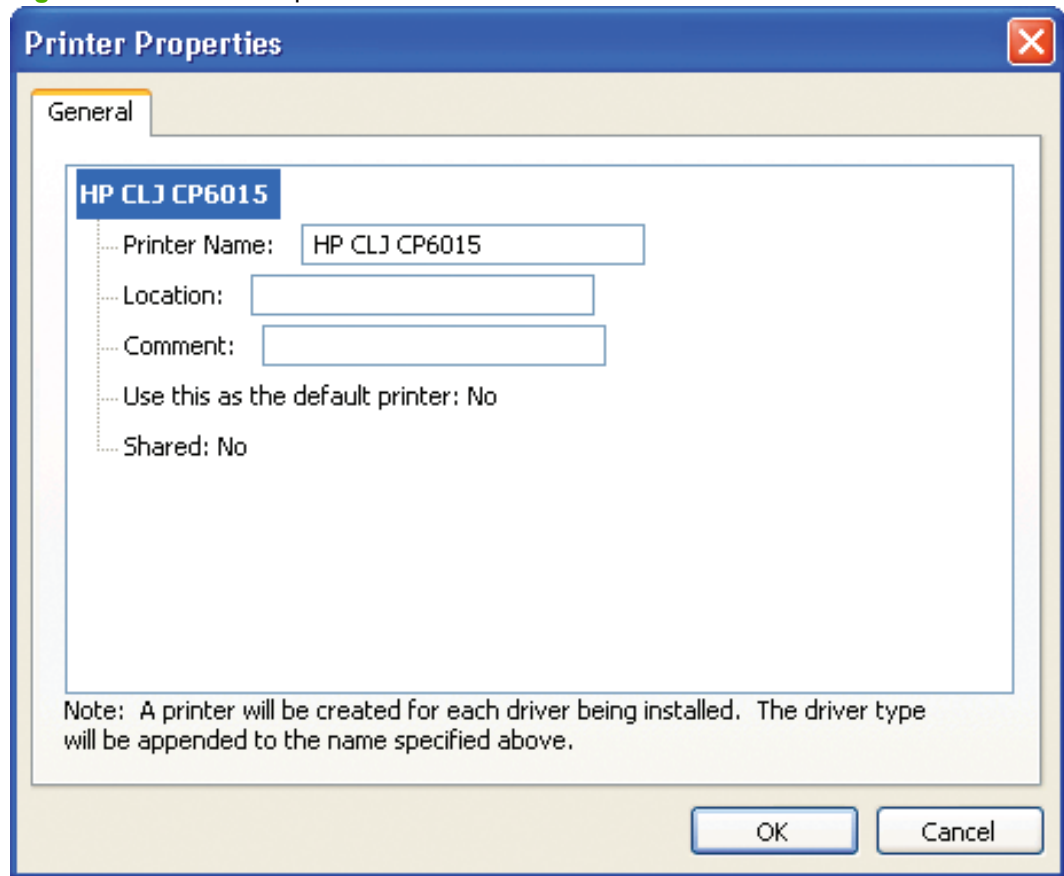 Printer Properties
General
HP CLJ CP6015
Printer Name: HP CLJ CP6015
Location:
Comment:
Use this as the default printer: No
Shared: No
Note: A printer will be created for each driver being installed. The driver type
will be appended to the name specified above.
OK Cancel